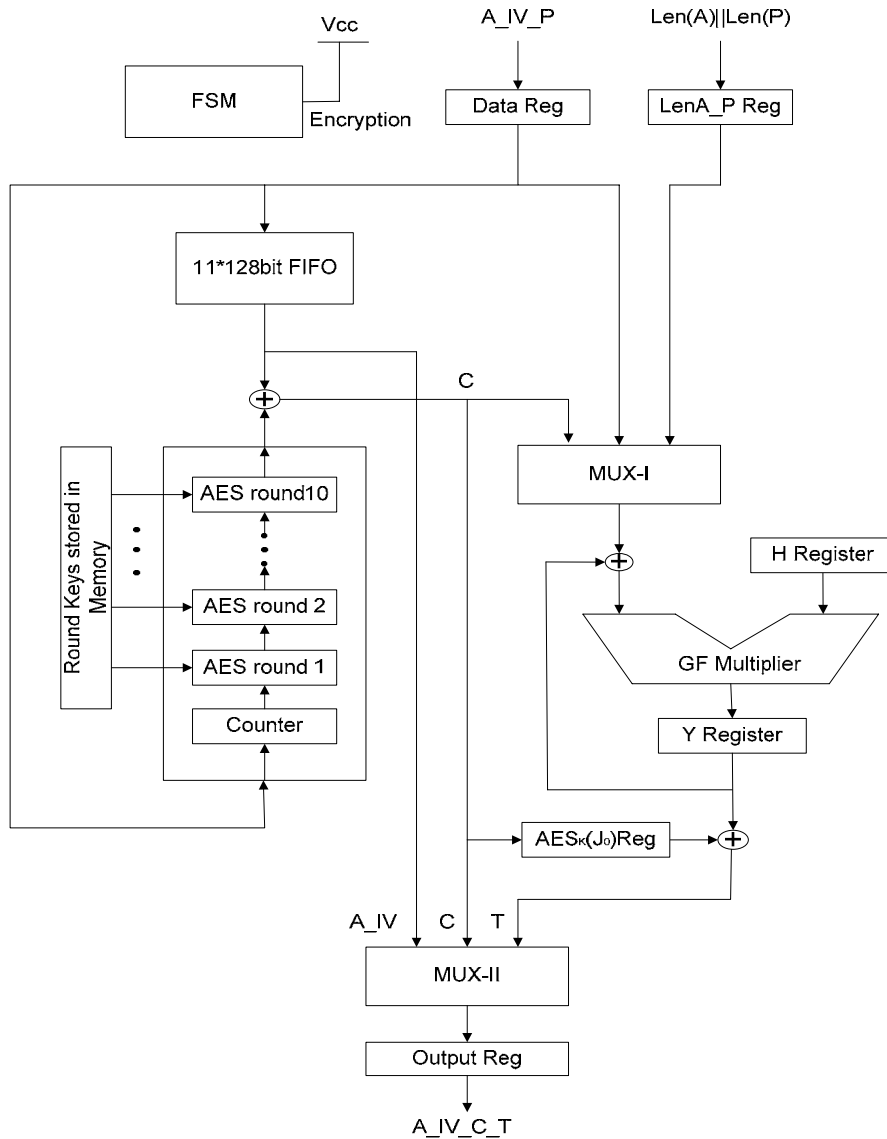 Vcc
A_IV_P
Len(A)||Len(P)
FSM
Encryption
Data Reg
LenA_P Reg
11*128bit FIFO
C
MUX-I
Round Keys stored in
Memory
AES round10
H Register
AES round 2
AES round 1
GF Multiplier
Counter
Y Register
AESK(J0)Reg
A_IV
C
T
MUX-II
Output Reg
A_IV_C_T